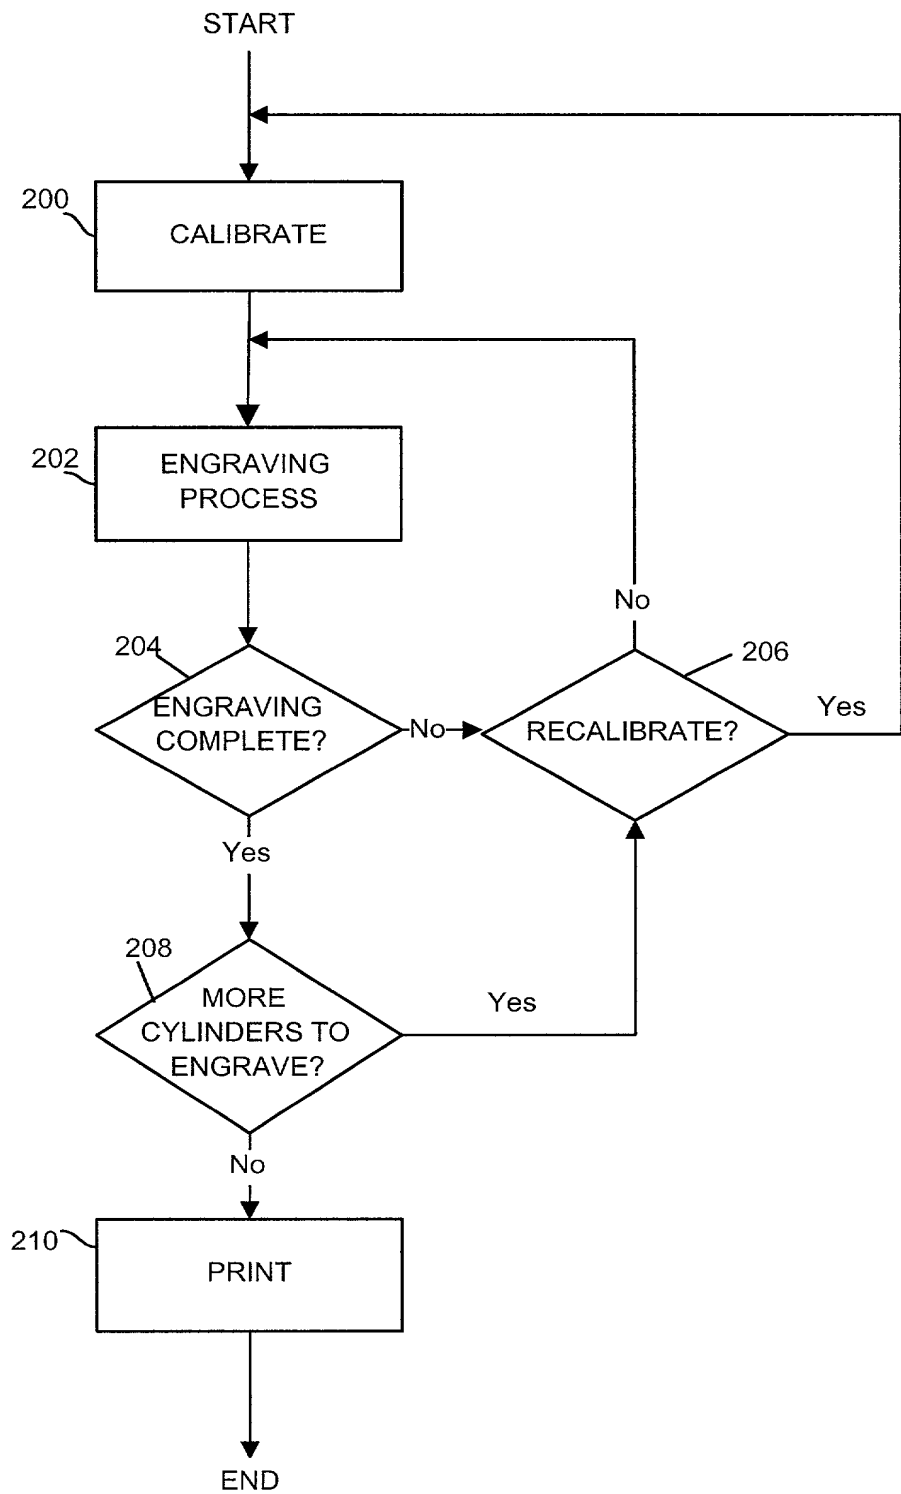 START
200
CALIBRATE
202
ENGRAVING
PROCESS
No
204
206
ENGRAVING
COMPLETE?
No
RECALIBRATE?
Yes
Yes
208
MORE
CYLINDERS TO
ENGRAVE?
Yes
No
210
PRINT
END